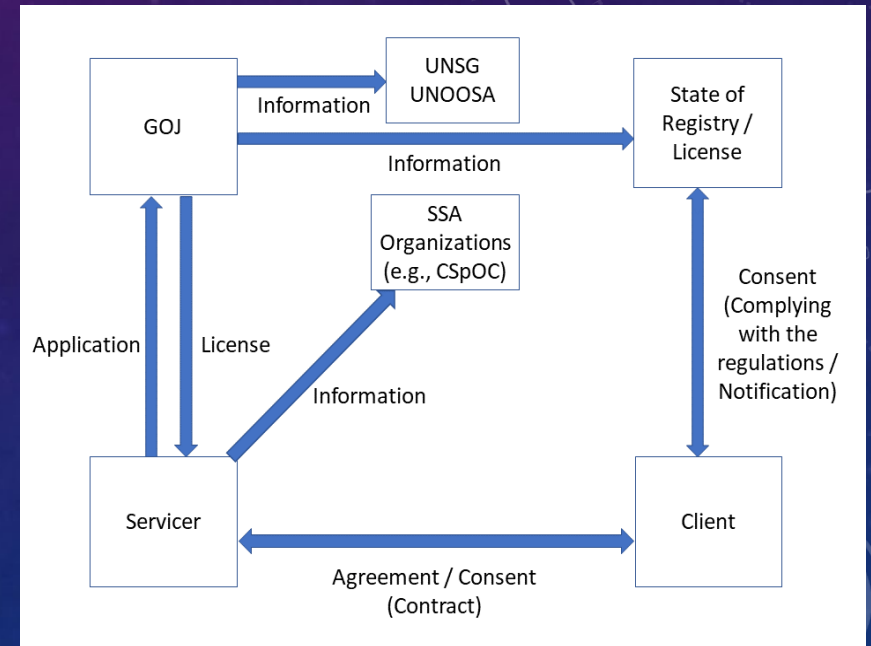 UNSG
UNOOSA
GOJ
Information
State of
Registry /
License
Information
SSA
Organizations
(e.g., CSpOC)
Application
License
Information
Consent
(Complying
with the
regulations /
Notification)
Servicer
Client
Agreement / Consent
(Contract)